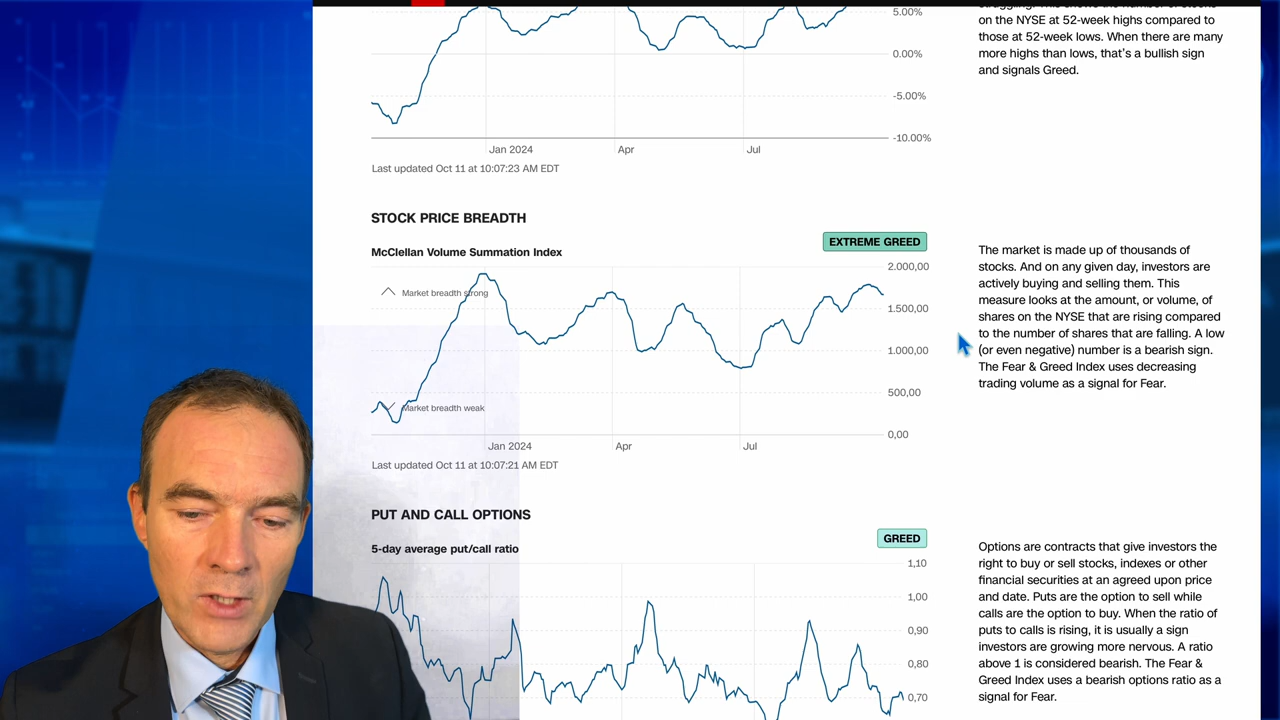 5.00%
0.00%
-5.00%
-10.00%
Jan 2024
Apr
Jul
Last updated Oct 11 at 10:07:23 AM EDT
on the NYSE at 52-week highs compared to
those at 52-week lows. When there are many
more highs than lows, that's a bullish sign
and signals Greed.
STOCK PRICE BREADTH
McClellan Volume Summation Index
EXTREME GREED
Market breadth strong
Market breadth weak
2.000,00
1.500,00
1.000,00
500,00
0,00
Jan 2024
Apr
Jul
Last updated Oct 11 at 10:07:21 AM EDT
The market is made up of thousands of
stocks. And on any given day, investors are
actively buying and selling them. This
measure looks at the amount, or volume, of
shares on the NYSE that are rising compared
to the number of shares that are falling. A low
(or even negative) number is a bearish sign.
The Fear & Greed Index uses decreasing
trading volume as a signal for Fear.
PUT AND CALL OPTIONS
5-day average put/call ratio
GREED
1,10
1,00
0,90
0,80
0,70
Options are contracts that give investors the
right to buy or sell stocks, indexes or other
financial securities at an agreed upon price
and date. Puts are the option to sell while
calls are the option to buy. When the ratio of
puts to calls is rising, it is usually a sign
investors are growing more nervous. A ratio
above 1 is considered bearish. The Fear &
Greed Index uses a bearish options ratio as a
signal for Fear.